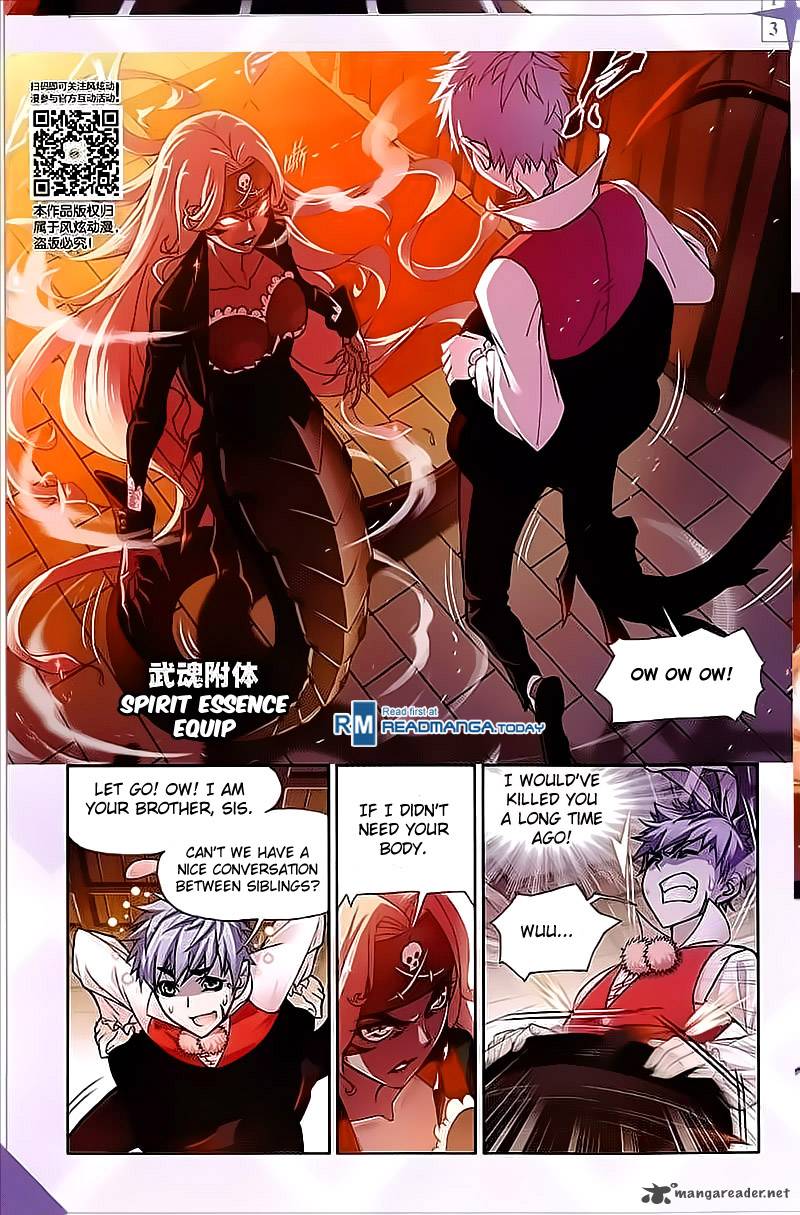 1
3
扫码即可关注风炫动
漫参与官方互动活动!
本作品版权归
属于风炫动漫,
盗版必究!
武魂附体
SPIRIT ESSENCE
EQUIP
RM Read first at
READMANGA.TODAY
OW OW OW!
LET GO! OW! I AM
YOUR BROTHER, SIS.
CAN'T WE HAVE A
NICE CONVERSATION
BETWEEN SIBLINGS?
IF I DIDN'T
NEED YOUR
BODY.
I WOULD'VE
KILLED YOU
A LONG TIME
AGO!
WUU...
mangareader.net